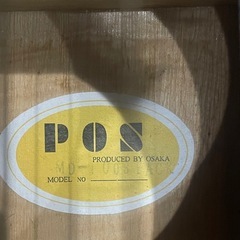 POS
PRODUCED BY OSAKA
MODEL NO